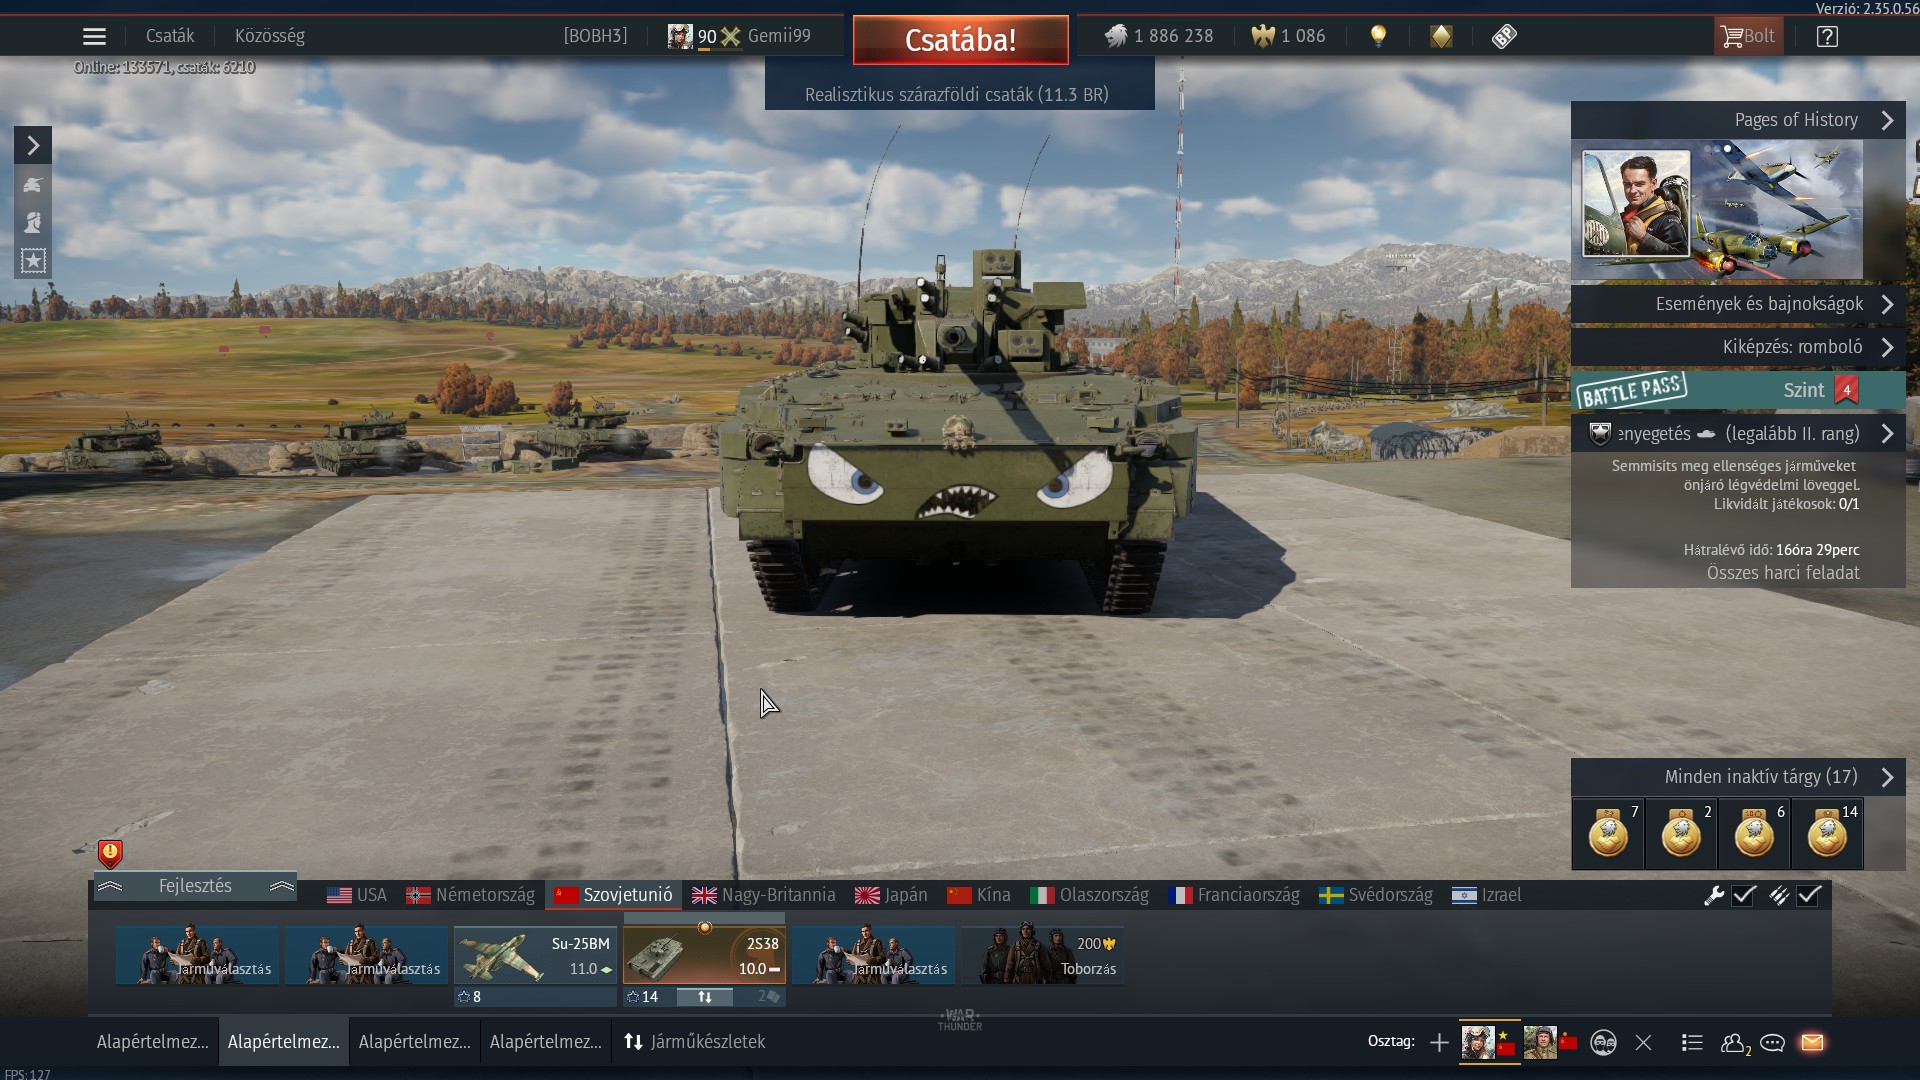 Verzió: 2.35.0.56
Csaták
Közösség
[BOBH3]
90
Gemii99
Csatába!
1 886 238
1 086
BP
Bolt
?
Online: 133571, csaták: 6210
Realisztikus szárazföldi csaták (11.3 BR)
Pages of History
Események és bajnokságok
Kiképzés: romboló
BATTLE PASS
Szint 4
enyegetés (legalább II. rang)
Semmisíts meg ellenséges járműveket
önjáró légvédelmi löveggel.
Likvidált játékosok: 0/1
Hátralévő idő: 16óra 29perc
Összes harci feladat
Minden inaktív tárgy (17)
7
2
6
14
Fejlesztés
USA
Németország
Szovjetunió
Nagy-Britannia
Japán
Kína
Olaszország
Franciaország
Svédország
Izrael
Járműválasztás
Járműválasztás
Su-25BM
11.0
8
2S38
10.0
14
2
Járműválasztás
200
Toborzás
WAR
THUNDER
Alapértelmez...
Alapértelmez...
Alapértelmez...
Alapértelmez...
Járműkészletek
Osztag:
2
FPS: 127